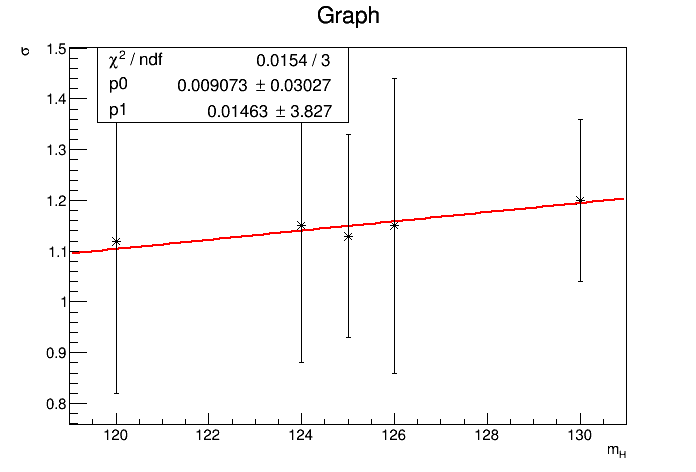 Graph
σ
χ² / ndf 0.0154 / 3
p0 0.009073 ± 0.03027
p1 0.01463 ± 3.827
1.5
1.4
1.3
1.2
1.1
1
0.9
0.8
120 122 124 126 128 130
m_H